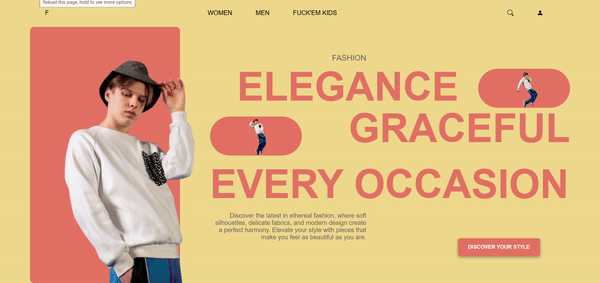 Reload this page, hold to see more options
F
WOMEN MEN FUCK'EM KIDS
FASHION
ELEGANCE
GRACEFUL
EVERY OCCASION
Discover the latest in ethereal fashion, where soft
silhouettes, delicate fabrics, and modern design create
a perfect harmony. Elevate your style with pieces that
make you feel as beautiful as you are.
DISCOVER YOUR STYLE